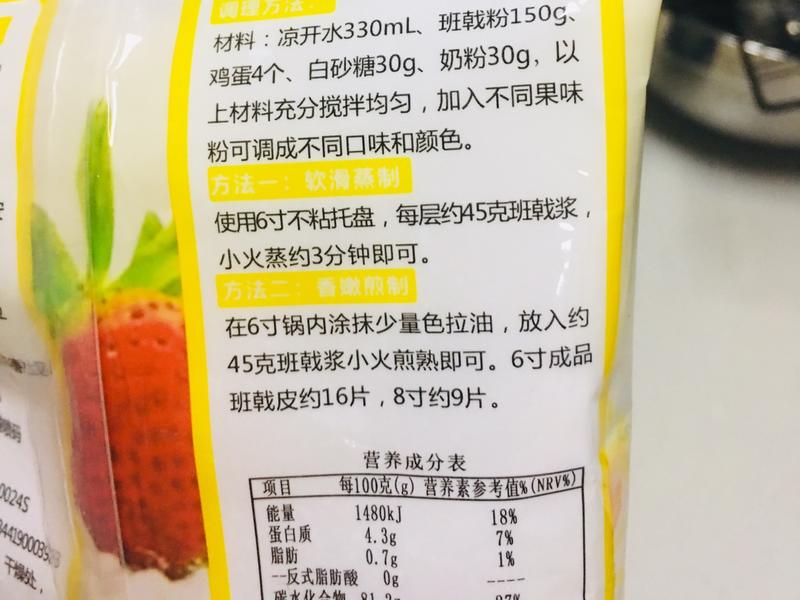 调理方法：
材料：凉开水330mL、班戟粉150g、
鸡蛋4个、白砂糖30g、奶粉30g，以
上材料充分搅拌均匀，加入不同果味
粉可调成不同口味和颜色。
方法一：软滑蒸制
使用6寸不粘托盘，每层约45克班戟浆，
小火蒸约3分钟即可。
方法二：香嫩煎制
在6寸锅内涂抹少量色拉油，放入约
45克班戟浆小火煎熟即可。6寸成品
班戟皮约16片，8寸约9片。
营养成分表
项目 每100克(g) 营养素参考值%(NRV%)
能量 1480kJ 18%
蛋白质 4.3g 7%
脂肪 0.7g 1%
--反式脂肪酸 0g ----
碳水化合物
0024S
干燥处，